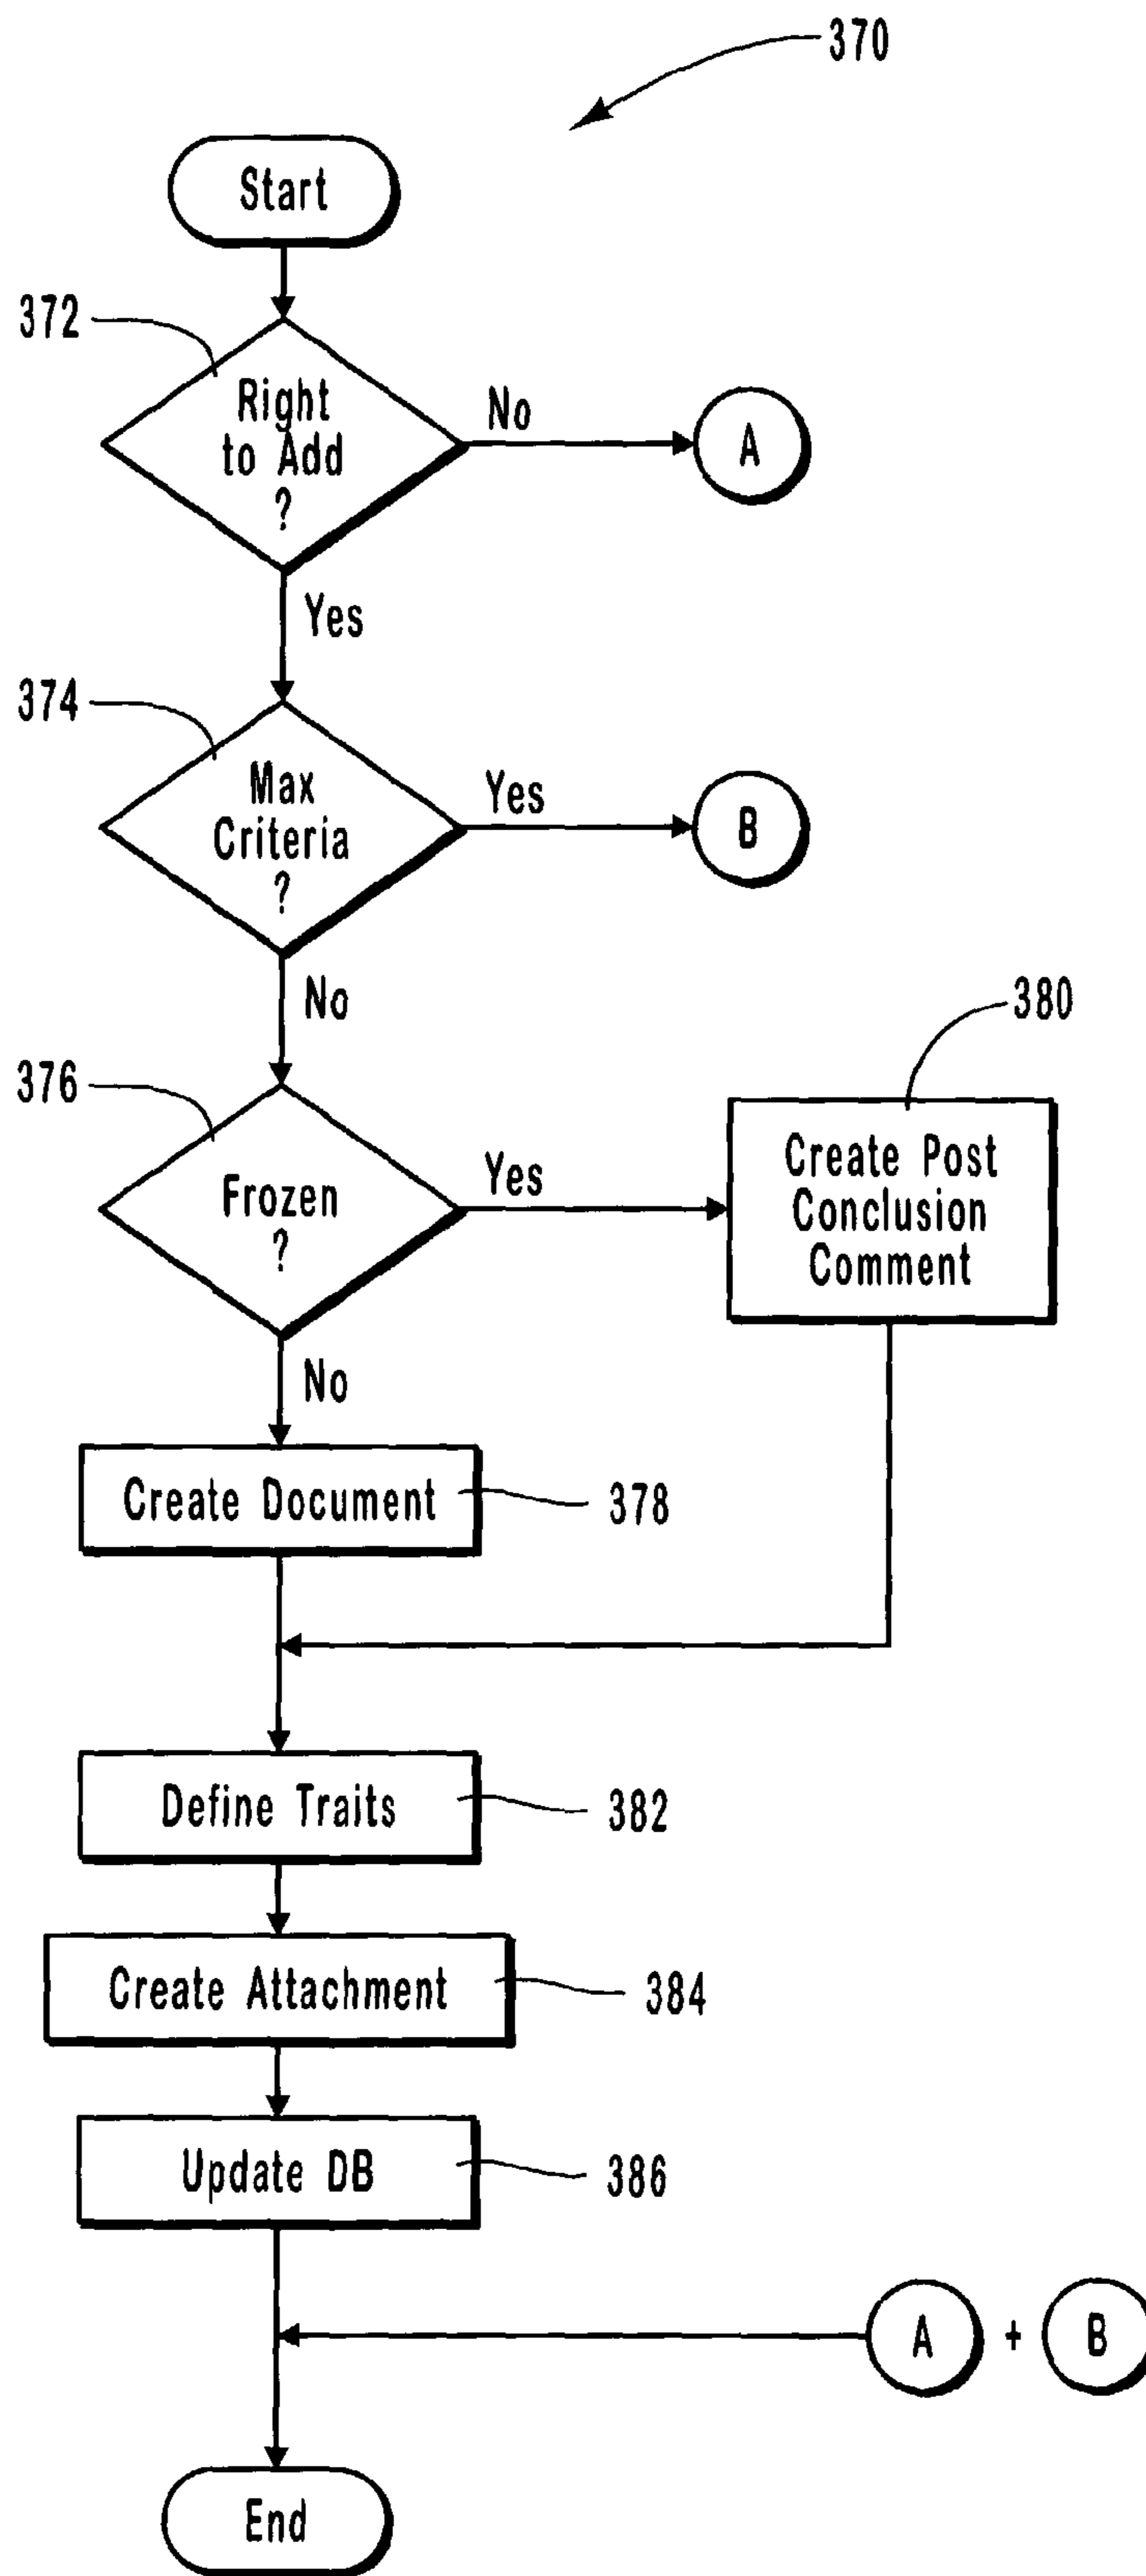 370
Start
372
Right
to Add
?
No
A
Yes
374
Max
Criteria
?
Yes
B
No
376
Frozen
?
Yes
380
Create Post
Conclusion
Comment
No
Create Document
378
Define Traits
382
Create Attachment
384
Update DB
386
A + B
End